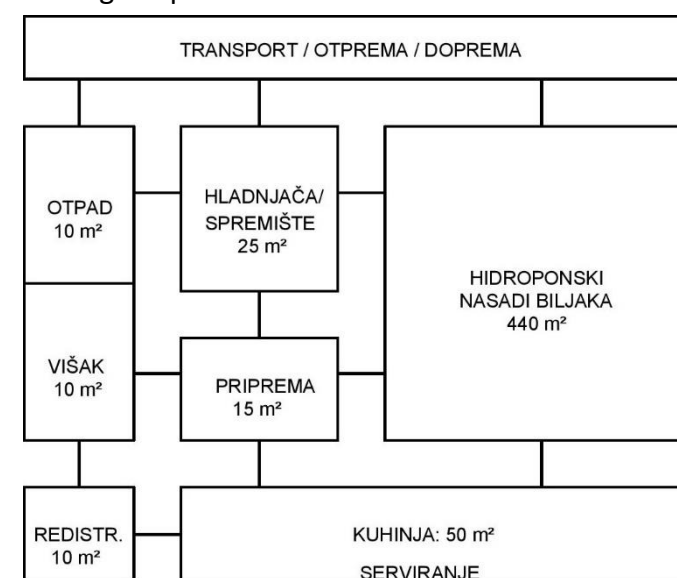 TRANSPORT / OTPREMA / DOPREMA
OTPAD
10 m²
HLADNJAČA/
SPREMIŠTE
25 m²
HIDROPONSKI
NASADI BILJAKA
440 m²
VIŠAK
10 m²
PRIPREMA
15 m²
REDISTR.
10 m²
KUHINJA: 50 m²
SERVIRANJE